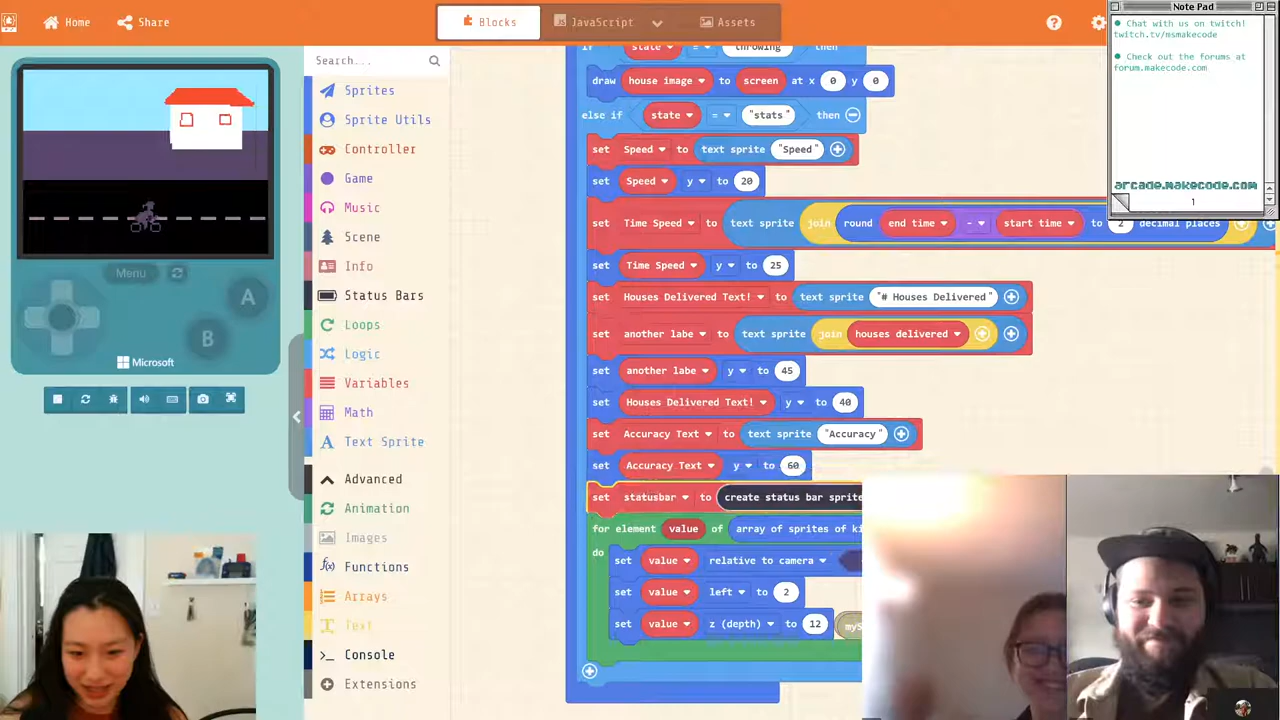 Home
Share
Blocks
JavaScript
Assets
Note Pad
Chat with us on twitch!
twitch.tv/msmakecode
Check out the forums at
forum.makecode.com
arcade.makecode.com
1
Menu
A
B
Microsoft
Search...
Sprites
Sprite Utils
Controller
Game
Music
Scene
Info
Status Bars
Loops
Logic
Variables
Math
Text Sprite
Advanced
Animation
Images
Functions
Arrays
Text
Console
Extensions
if state = "throwing" then
draw house image to screen at x 0 y 0
else if state = "stats" then
set Speed to text sprite "Speed"
set Speed y to 20
set Time Speed to text sprite join round end time - start time to 2 decimal places
set Time Speed y to 25
set Houses Delivered Text! to text sprite "# Houses Delivered"
set another labe to text sprite join houses delivered
set another labe y to 45
set Houses Delivered Text! y to 40
set Accuracy Text to text sprite "Accuracy"
set Accuracy Text y to 60
set statusbar to create status bar sprite
for element value of array of sprites of ki
do
set value relative to camera
set value left to 2
set value z (depth) to 12
myS